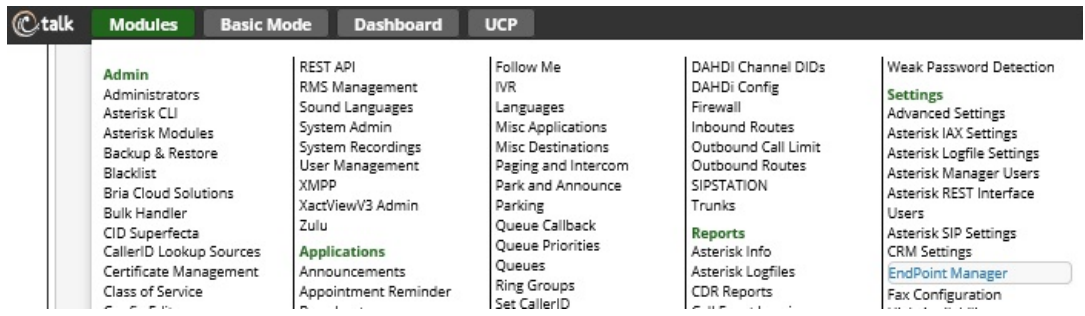 talk
Modules
Basic Mode
Dashboard
UCP
Admin
Administrators
Asterisk CLI
Asterisk Modules
Backup & Restore
Blacklist
Bria Cloud Solutions
Bulk Handler
CID Superfecta
CallerID Lookup Sources
Certificate Management
Class of Service
REST API
RMS Management
Sound Languages
System Admin
System Recordings
User Management
XMPP
XactViewV3 Admin
Zulu
Applications
Announcements
Appointment Reminder
Follow Me
IVR
Languages
Misc Applications
Misc Destinations
Paging and Intercom
Park and Announce
Parking
Queue Callback
Queue Priorities
Queues
Ring Groups
Set CallerID
DAHDI Channel DIDs
DAHDi Config
Firewall
Inbound Routes
Outbound Call Limit
Outbound Routes
SIPSTATION
Trunks
Reports
Asterisk Info
Asterisk Logfiles
CDR Reports
Weak Password Detection
Settings
Advanced Settings
Asterisk IAX Settings
Asterisk Logfile Settings
Asterisk Manager Users
Asterisk REST Interface
Users
Asterisk SIP Settings
CRM Settings
EndPoint Manager
Fax Configuration